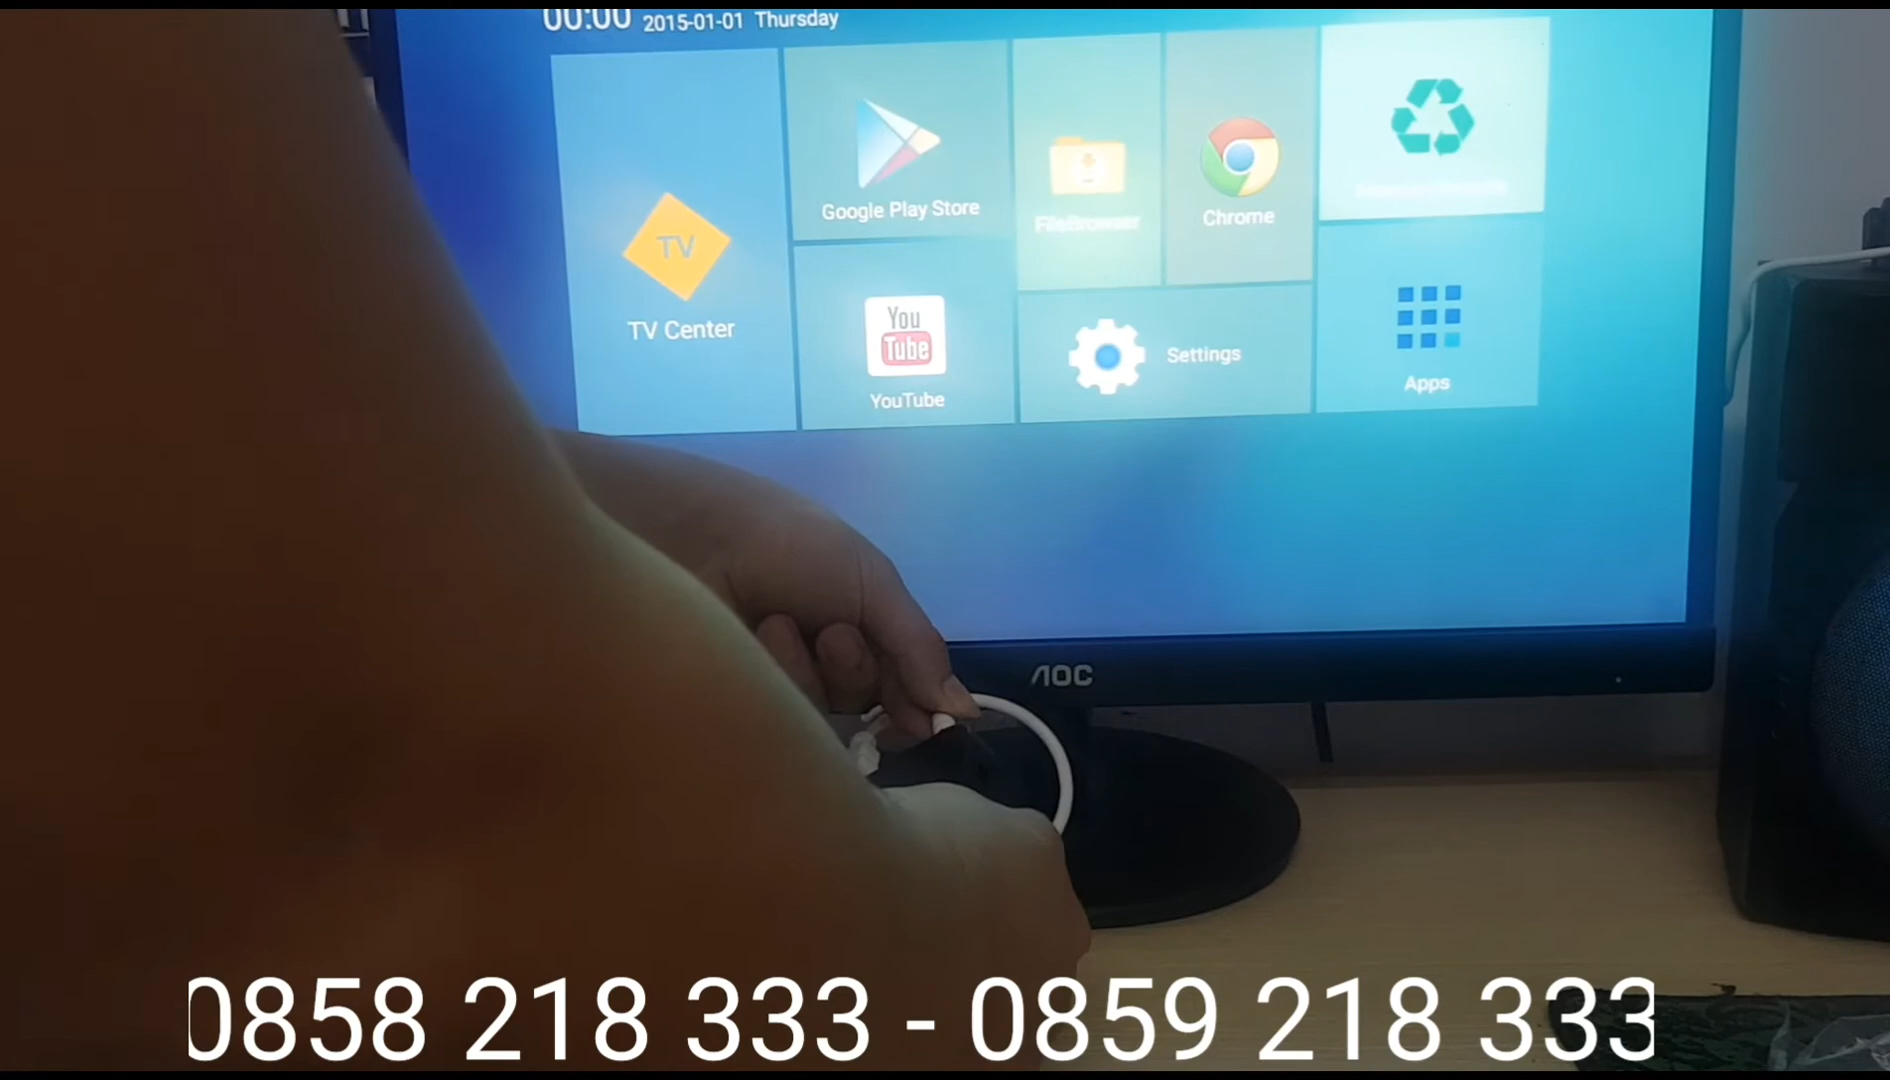 00:00 2015-01-01 Thursday
Google Play Store
FileBrowser
Chrome
TV
TV Center
You
Tube
YouTube
Settings
Apps
AOC
0858 218 333 - 0859 218 333